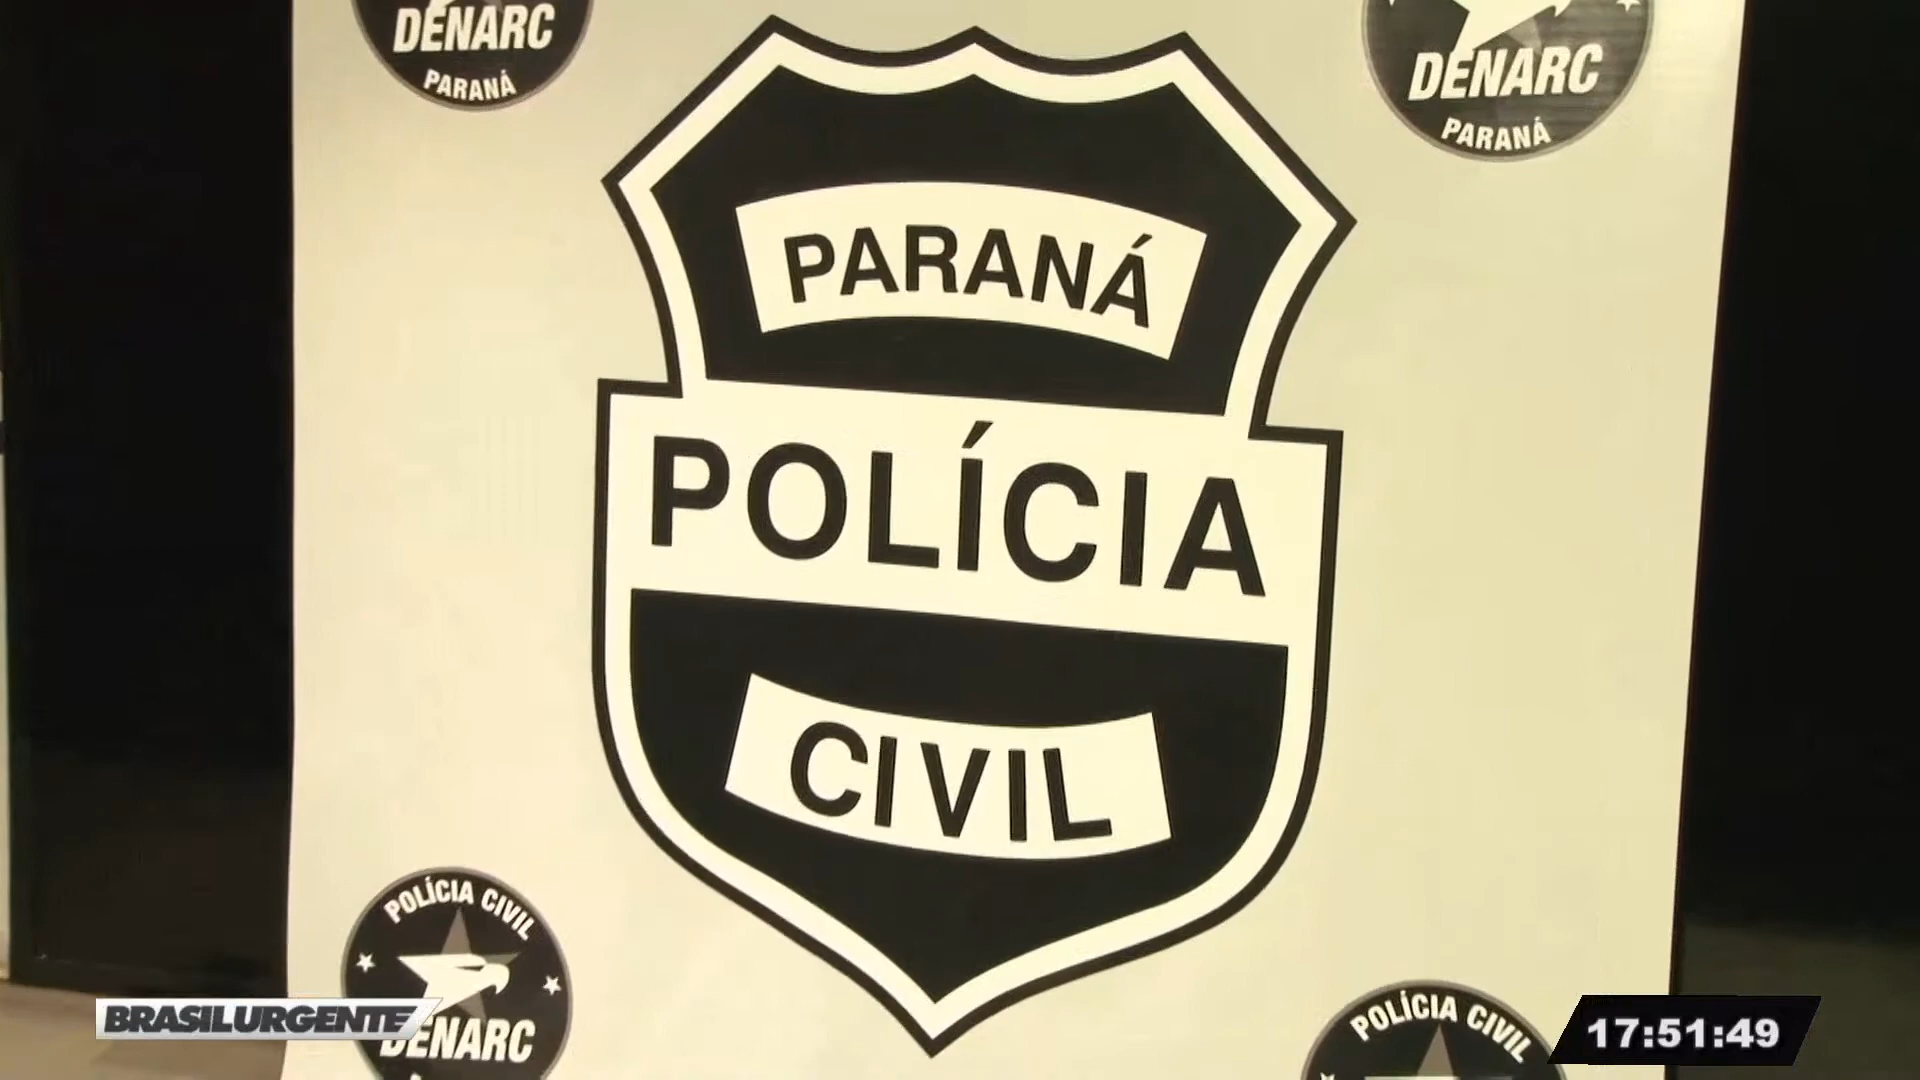 DENARC
PARANÁ
DENARC
PARANÁ
PARANÁ
POLÍCIA
CIVIL
POLÍCIA CIVIL
DENARC
POLÍCIA CIVIL
BRASILURGENTE
17:51:49